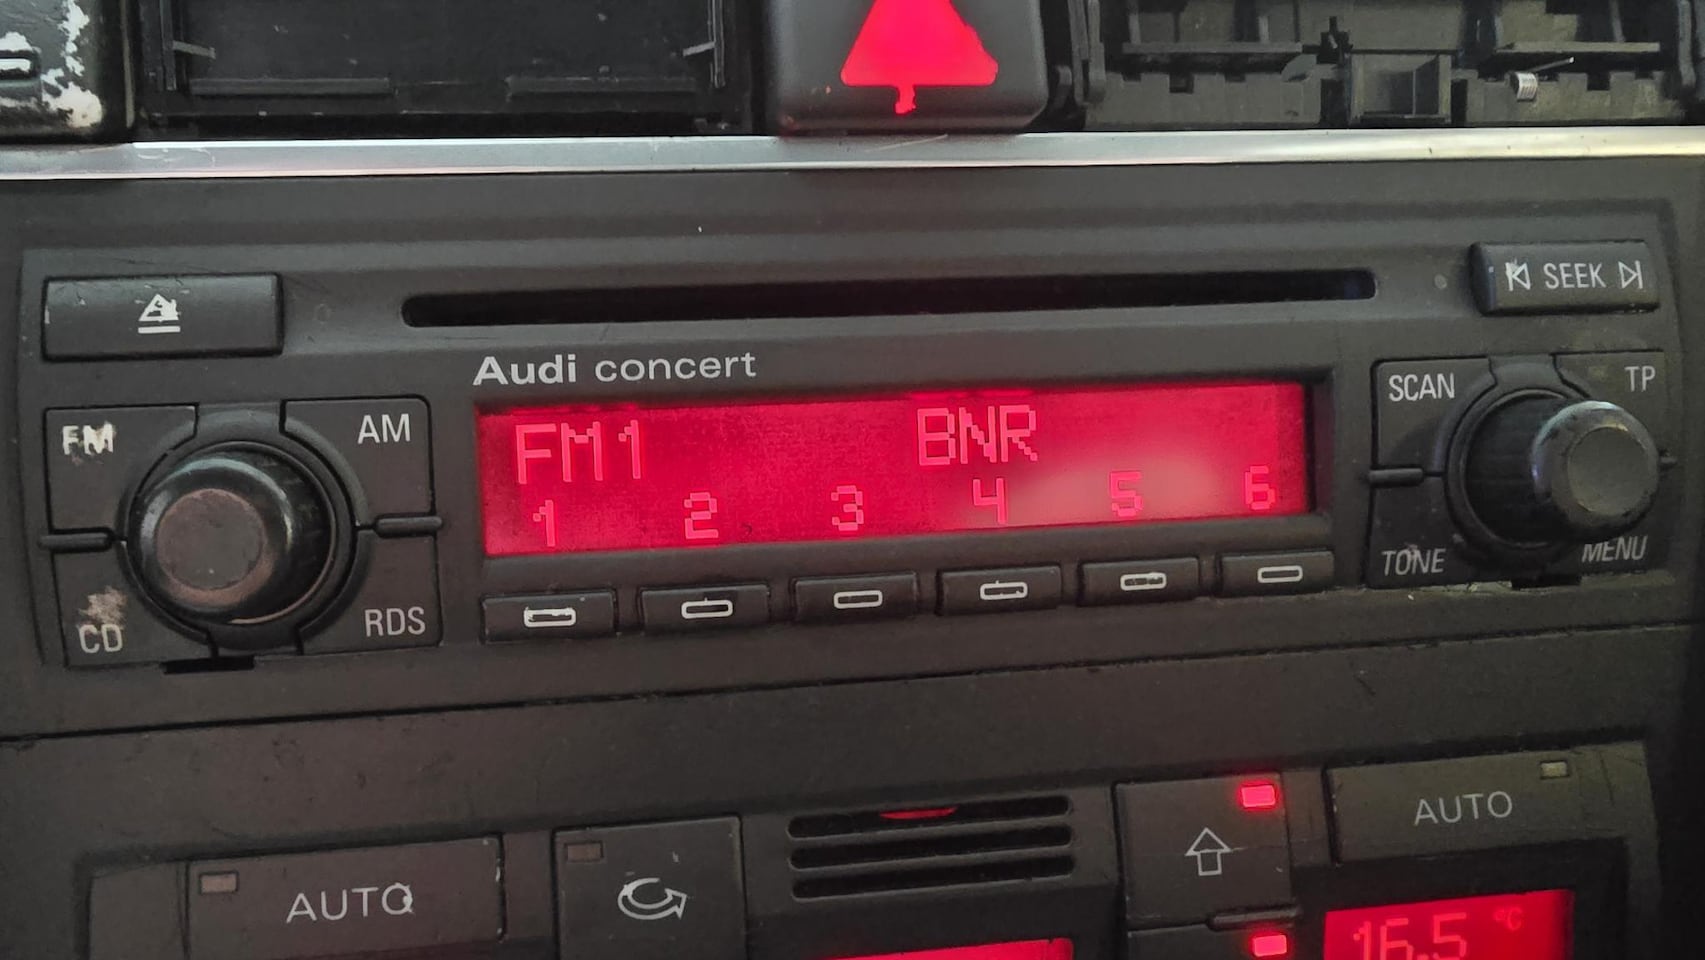 SEEK
Audi concert
FM
AM
FM1 BNR
SCAN
TP
1 2 3 4 5 6
CD
RDS
TONE
MENU
AUTO
AUTO
16.5 °C